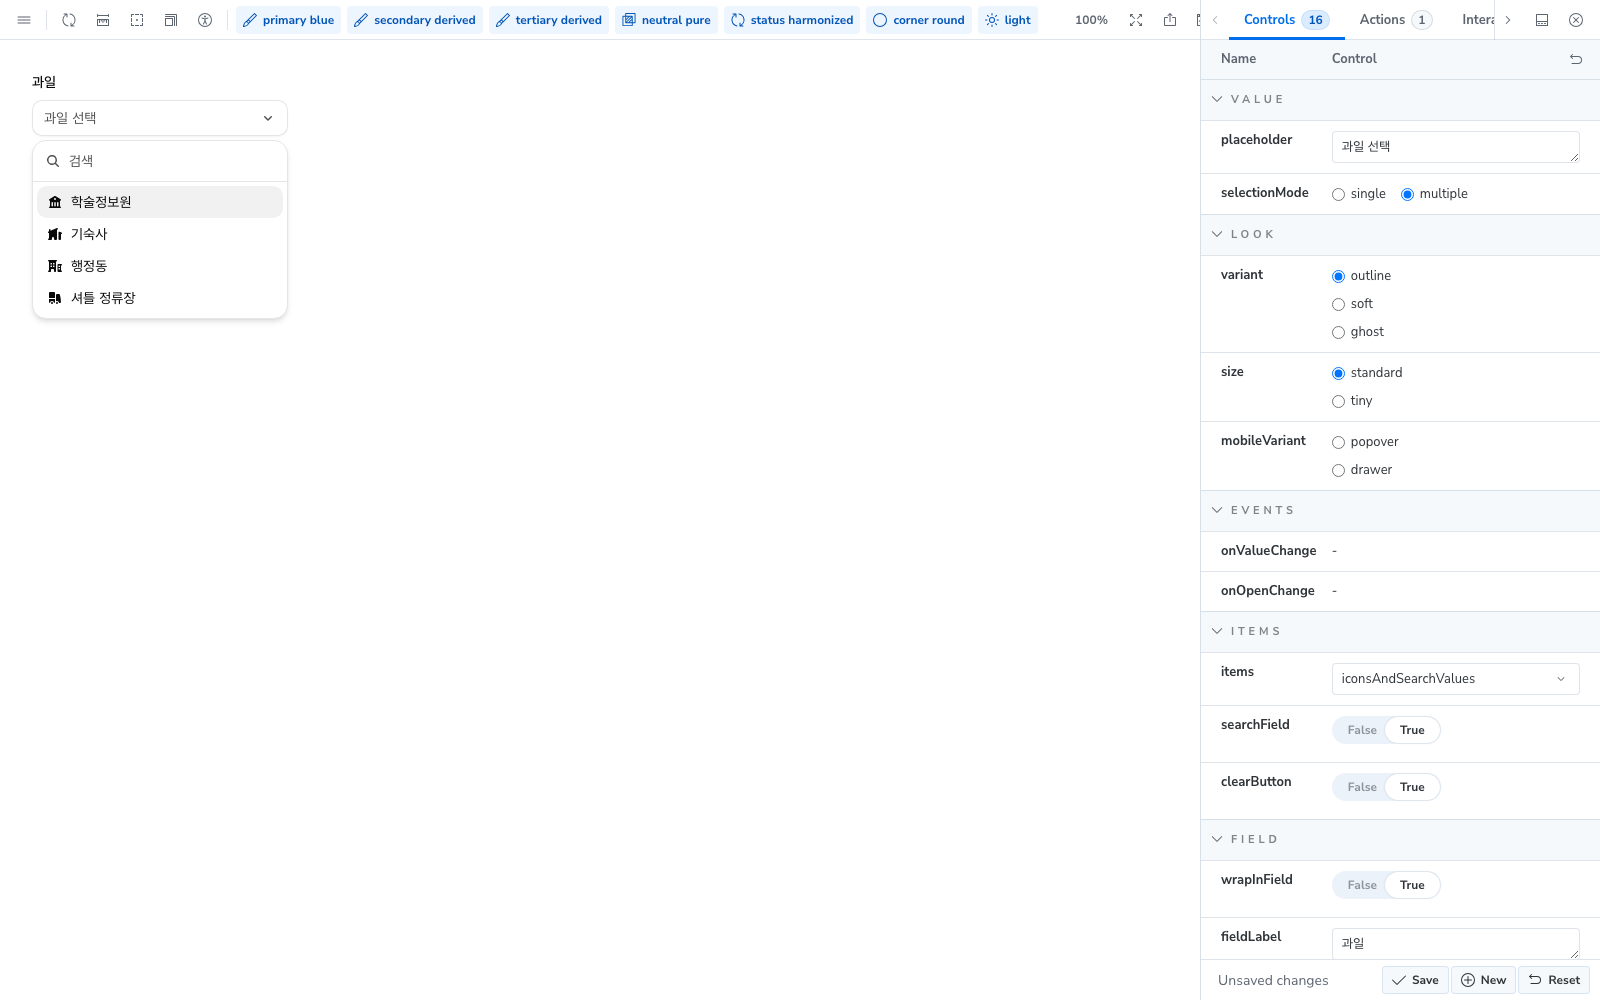 primary blue
secondary derived
tertiary derived
neutral pure
status harmonized
corner round
light
100%
Controls 16
Actions 1
Name Control
과일
과일 선택
검색
학술정보원
기숙사
행정동
셔틀 정류장
VALUE
placeholder 과일 선택
selectionMode single multiple
LOOK
variant outline
soft
ghost
size standard
tiny
mobileVariant popover
drawer
EVENTS
onValueChange -
onOpenChange -
ITEMS
items iconsAndSearchValues
searchField False True
clearButton False True
FIELD
wrapInField False True
fieldLabel 과일
Unsaved changes Save New Reset